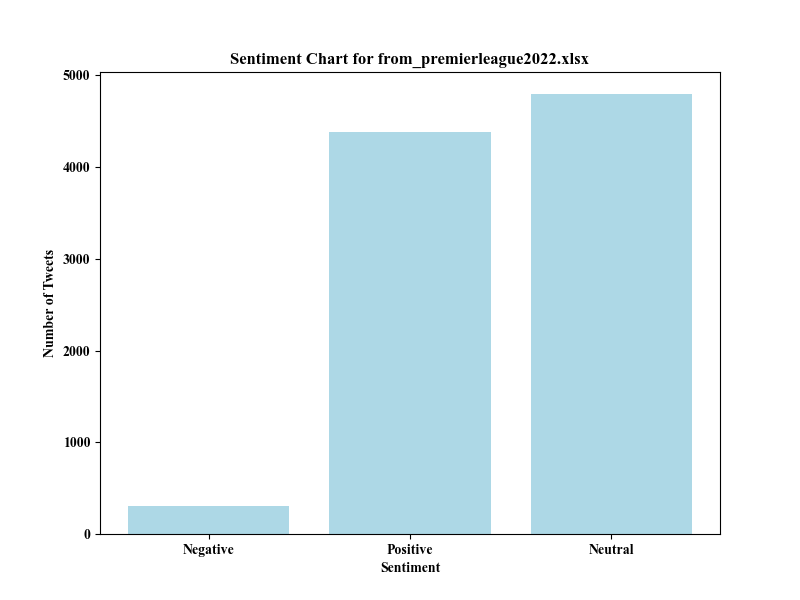 Sentiment Chart for from_premierleague2022.xlsx
5000
4000
3000
2000
1000
0
Number of Tweets
Negative Positive Neutral
Sentiment